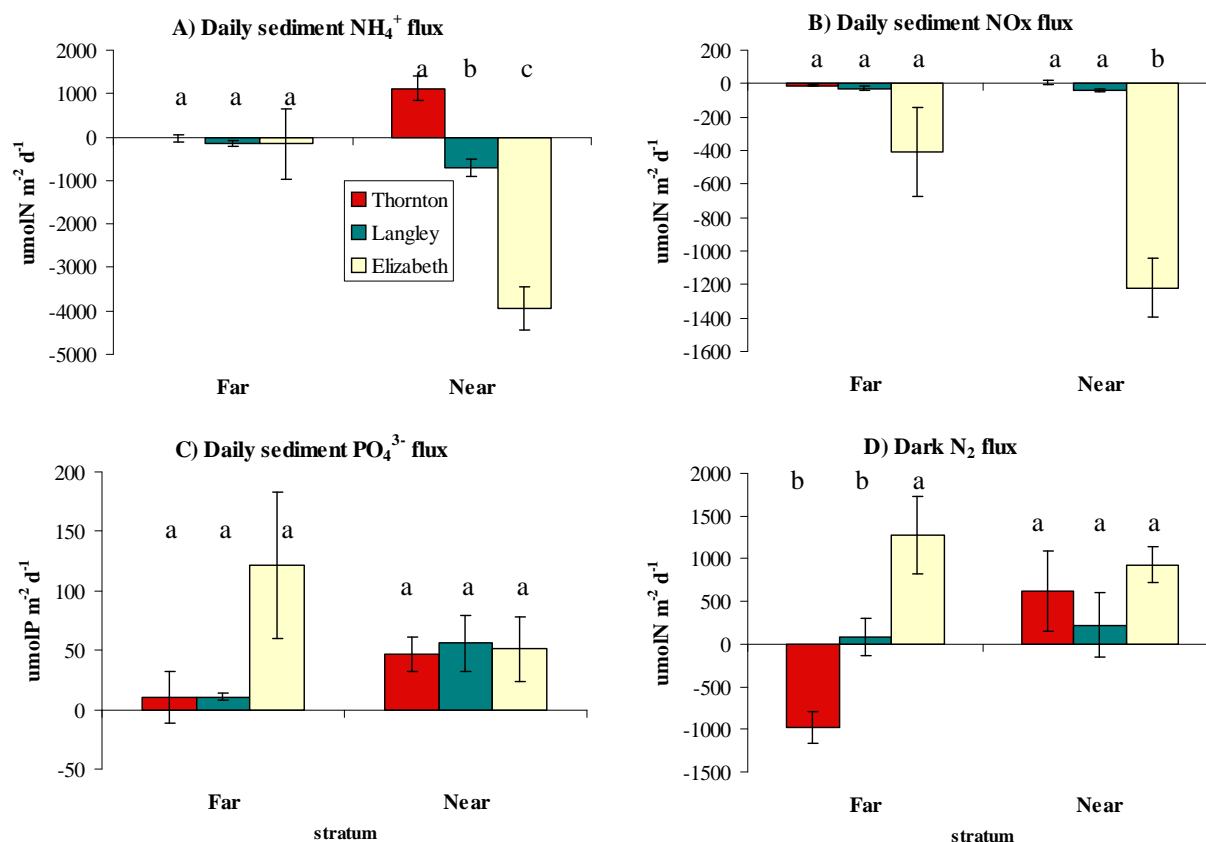 A) Daily sediment NH₄⁺ flux
2000
1000
0
-1000
-2000
-3000
-4000
-5000
umolN m⁻² d⁻¹
a a a a b c
Thornton
Langley
Elizabeth
Far Near
B) Daily sediment NOx flux
200
0
-200
-400
-600
-800
-1000
-1200
-1400
-1600
umolN m⁻² d⁻¹
a a a a a b
Far Near
C) Daily sediment PO₄³⁻ flux
200
150
100
50
0
-50
umolP m⁻² d⁻¹
a a a a a a
Far Near
stratum
D) Dark N₂ flux
2000
1500
1000
500
0
-500
-1000
-1500
umolN m⁻² d⁻¹
b b a a a a
Far Near
stratum